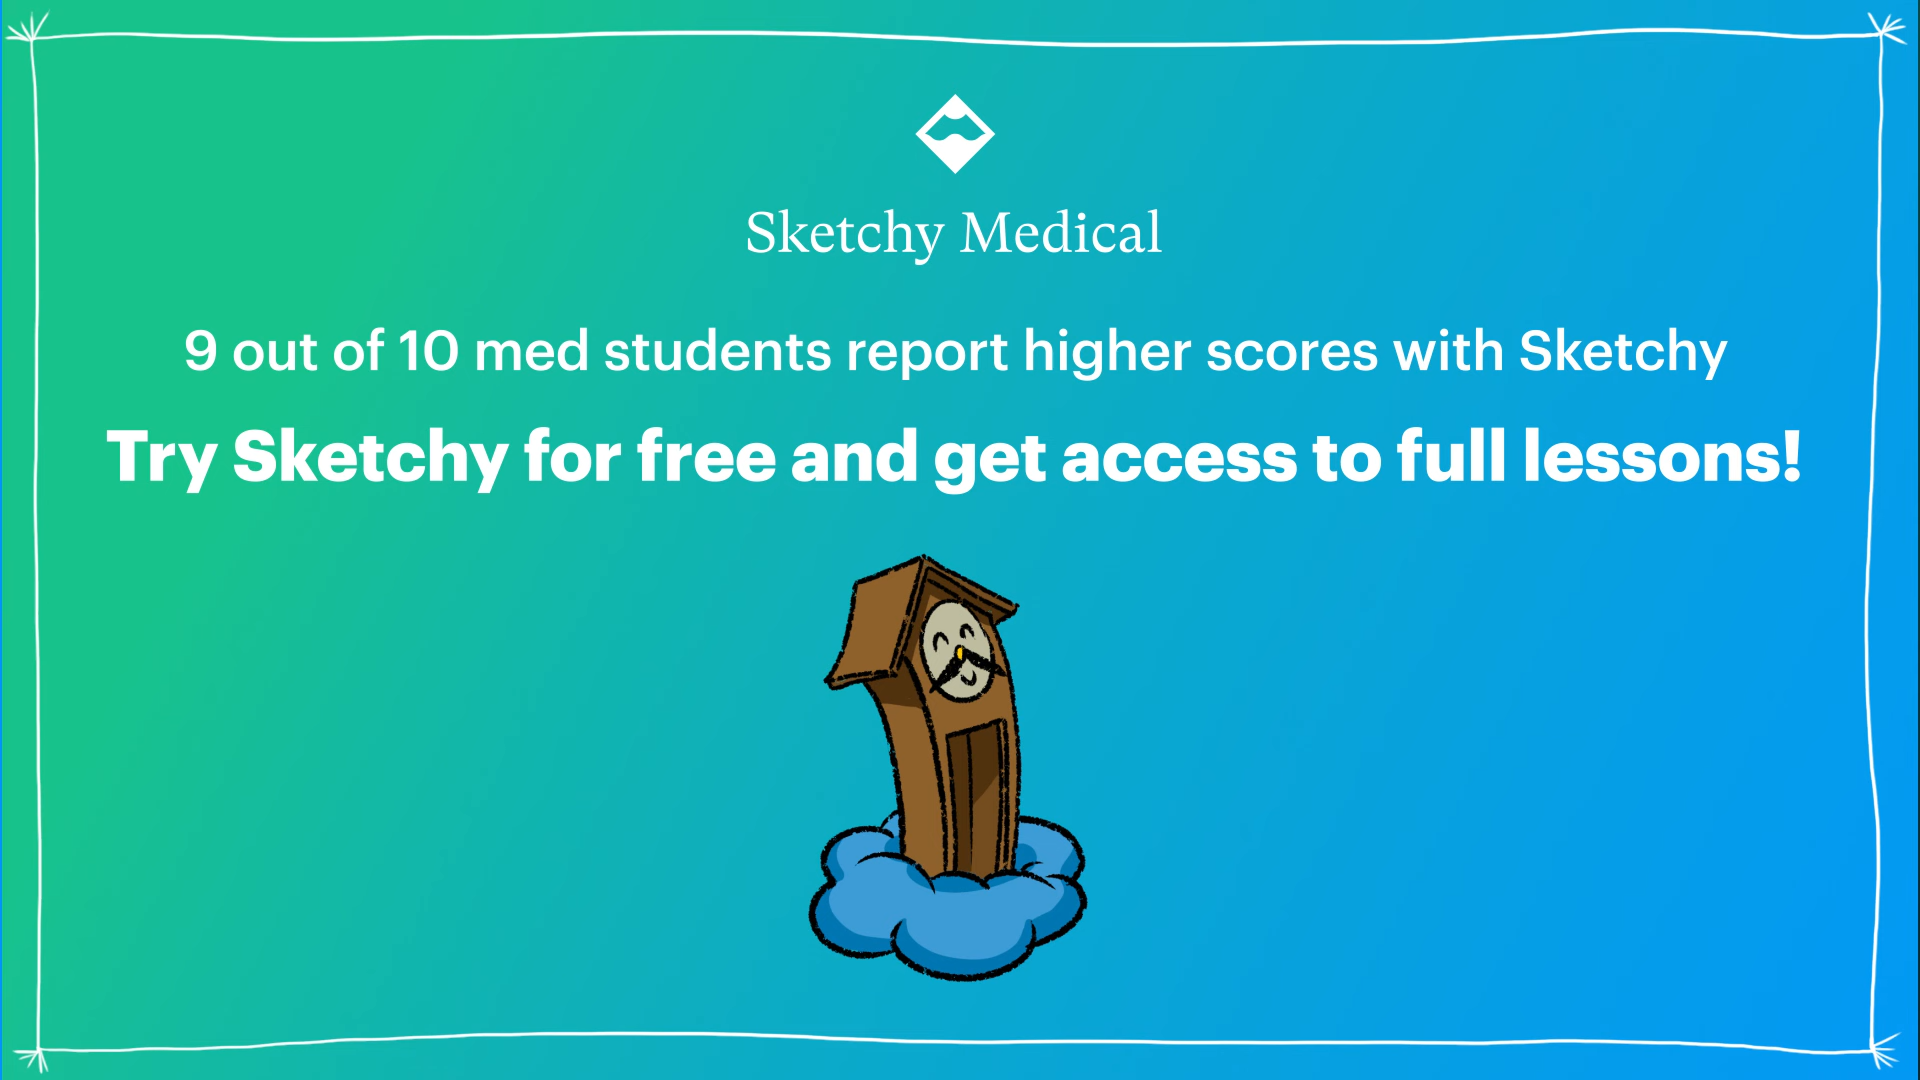 Sketchy Medical
9 out of 10 med students report higher scores with Sketchy
Try Sketchy for free and get access to full lessons!